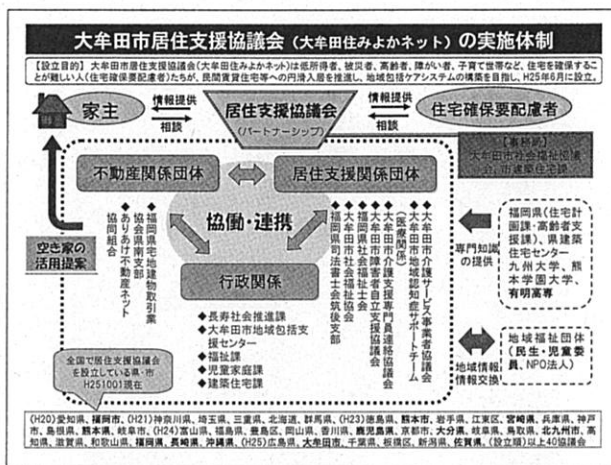 大牟田市居住支援協議会（大牟田住みよかネット）の実施体制
【設立目的】大牟田市居住支援協議会（大牟田住みよかネット）は低所得者、被災者、高齢者、障がい者、子育て世帯など、住宅を確保することが難しい人（住宅確保要配慮者）たちが、民間賃貸住宅等への円滑入居を推進し、地域包括ケアシステムの構築を目指し、H25年6月に設立。
家主
情報提供
相談
居住支援協議会
（パートナーシップ）
情報提供
相談
住宅確保要配慮者
【事務局】
大牟田市社会福祉協議
会、市建築住宅課
不動産関係団体
居住支援関係団体
協働・連携
行政関係
空き家の
活用提案
◆福岡県宅地建物取引業
協会県南支部
◆ありあけ不動産ネット
協同組合
◆大牟田市介護サービス事業者協議会
◆大牟田市地域認知症サポートチーム
（医療関係）
◆大牟田市介護支援専門員連絡協議会
◆大牟田市障害者自立支援協議会
◆福岡県社会福祉士会
◆大牟田市社会福祉協議会
◆福岡県司法書士会筑後支部
◆長寿社会推進課
◆大牟田市地域包括支
援センター
◆福祉課
◆児童家庭課
◆建築住宅課
専門知識
の提供
福岡県（住宅計
画課・高齢者支
援課）、県建築
住宅センター
九州大学、熊
本学園大学、
有明高専
地域情報
情報交換
地域福祉団体
（民生・児童委
員、NPO法人）
全国で居住支援協議会
を設立している県・市
H251001現在
（H20）愛知県、福岡市、（H21）神奈川県、埼玉県、三重県、北海道、群馬県、（H23）徳島県、熊本市、岩手県、江東区、宮崎県、兵庫県、神戸
市、島根県、熊本県、岐阜市、（H24）富山県、福島県、豊島区、岡山県、香川県、鹿児島県、京都市、大分県、岐阜県、鳥取県、北九州市、高
知県、滋賀県、和歌山県、福岡県、長崎県、沖縄県、（H25）広島県、大牟田市、千葉県、板橋区、新潟県、佐賀県、（設立順）以上40協議会